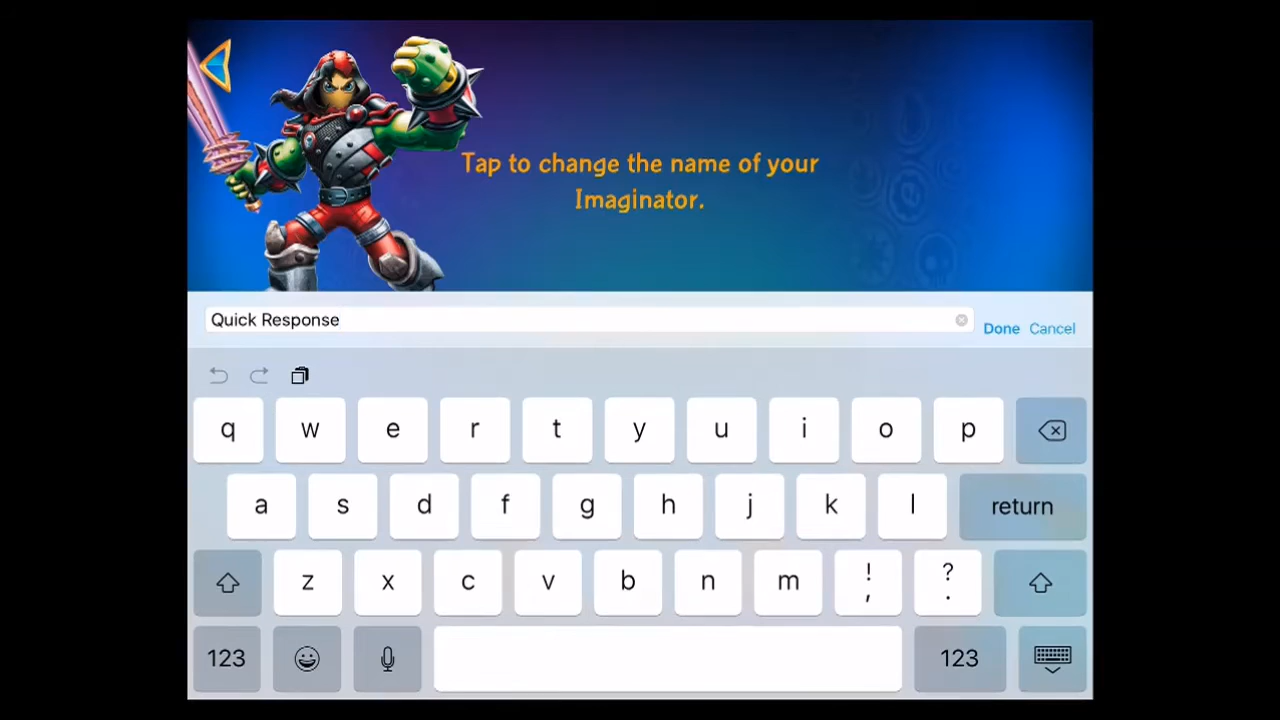 Tap to change the name of your
Imaginator.
Quick Response
Done Cancel
q w e r t y u i o p
a s d f g h j k l return
z x c v b n m ! , ? .
123 123